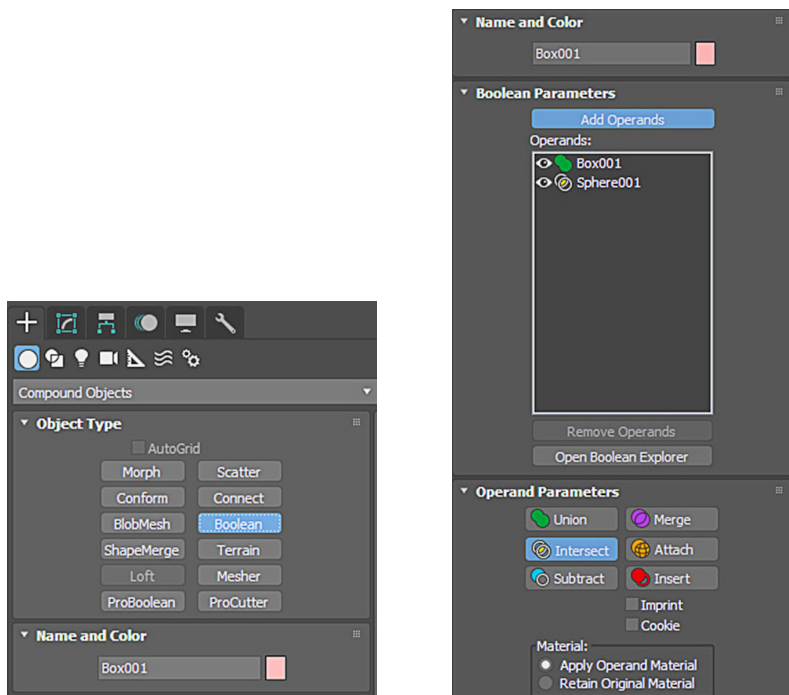 Compound Objects
Object Type
AutoGrid
Morph Scatter
Conform Connect
BlobMesh Boolean
ShapeMerge Terrain
Loft Mesher
ProBoolean ProCutter
Name and Color
Box001
Name and Color
Box001
Boolean Parameters
Add Operands
Operands:
Box001
Sphere001
Remove Operands
Open Boolean Explorer
Operand Parameters
Union Merge
Intersect Attach
Subtract Insert
Imprint
Cookie
Material:
Apply Operand Material
Retain Original Material